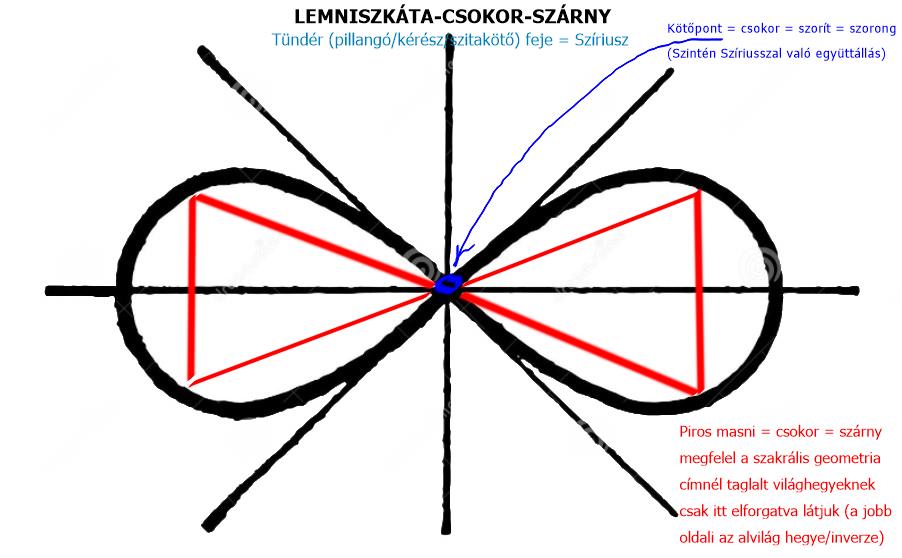 LEMNISZKÁTA-CSOKOR-SZÁRNY
Tündér (pillangó/kérész/szitakötő) feje = Szíriusz
Kötőpont = csokor = szorít = szorong
(Szintén Szíriusszal való együttállás)
Piros masni = csokor = szárny
megfelel a szakrális geometria
címnél taglalt világhegyeknek
csak itt elforgatva látjuk (a jobb
oldali az alvilág hegye/inverze)